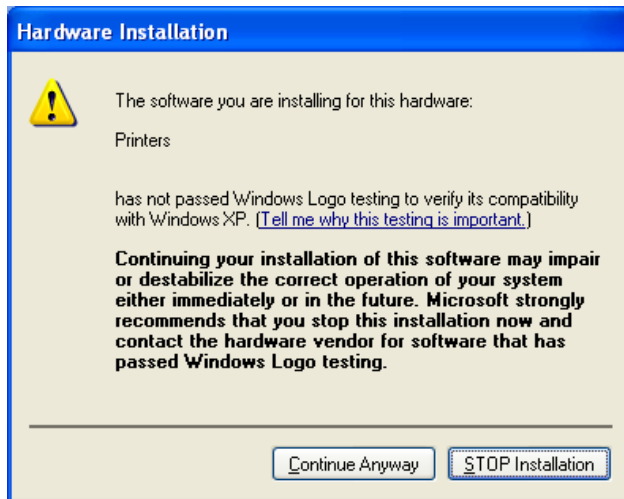 Hardware Installation
The software you are installing for this hardware:
Printers
has not passed Windows Logo testing to verify its compatibility
with Windows XP. (Tell me why this testing is important.)
Continuing your installation of this software may impair
or destabilize the correct operation of your system
either immediately or in the future. Microsoft strongly
recommends that you stop this installation now and
contact the hardware vendor for software that has
passed Windows Logo testing.
Continue Anyway
STOP Installation